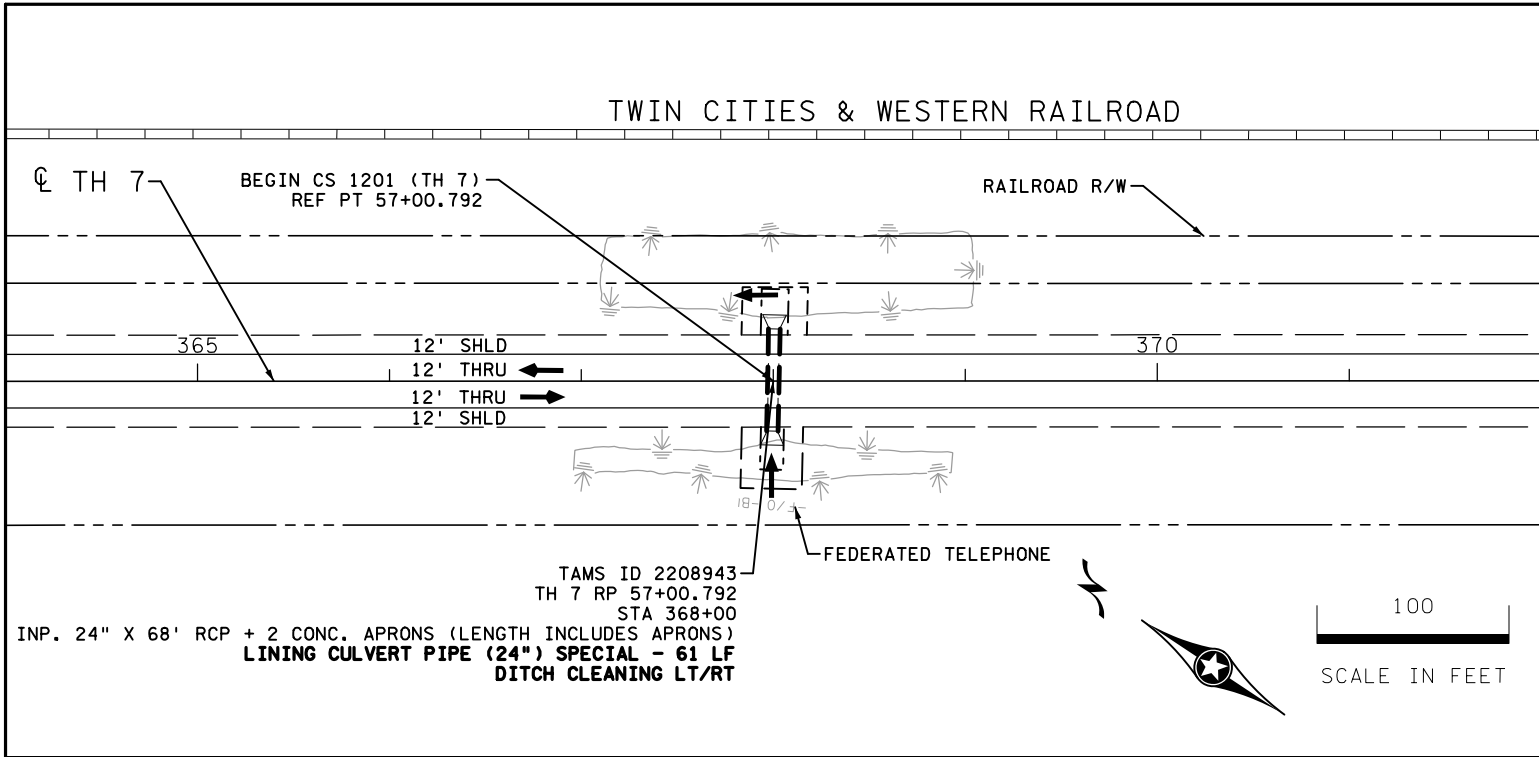 TWIN CITIES & WESTERN RAILROAD
℄ TH 7
BEGIN CS 1201 (TH 7)
REF PT 57+00.792
RAILROAD R/W
365
12' SHLD
370
12' THRU
12' THRU
12' SHLD
-F/O -B1
FEDERATED TELEPHONE
TAMS ID 2208943
TH 7 RP 57+00.792
STA 368+00
INP. 24" X 68' RCP + 2 CONC. APRONS (LENGTH INCLUDES APRONS)
LINING CULVERT PIPE (24") SPECIAL - 61 LF
DITCH CLEANING LT/RT
N
100
SCALE IN FEET